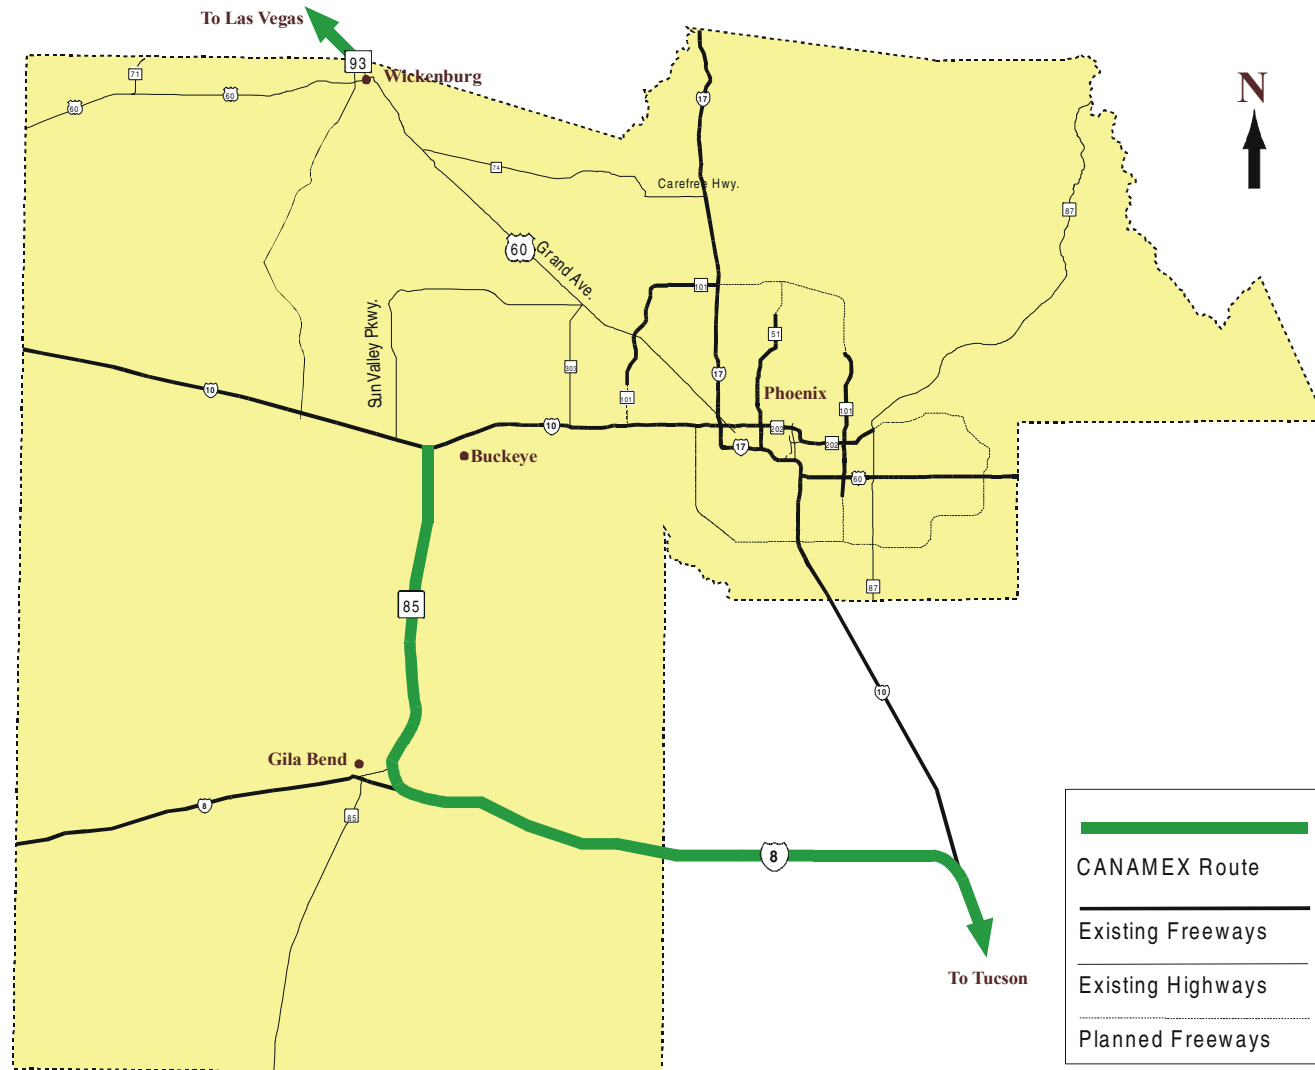 To Las Vegas
93
Wickenburg
71
60
60
17
N
74
Carefree Hwy.
87
60
Grand Ave.
Sun Valley Pkwy.
101
51
303
17
10
101
Phoenix
101
10
202
17
202
Buckeye
60
85
87
10
Gila Bend
8
85
8
CANAMEX Route
Existing Freeways
To Tucson
Existing Highways
Planned Freeways